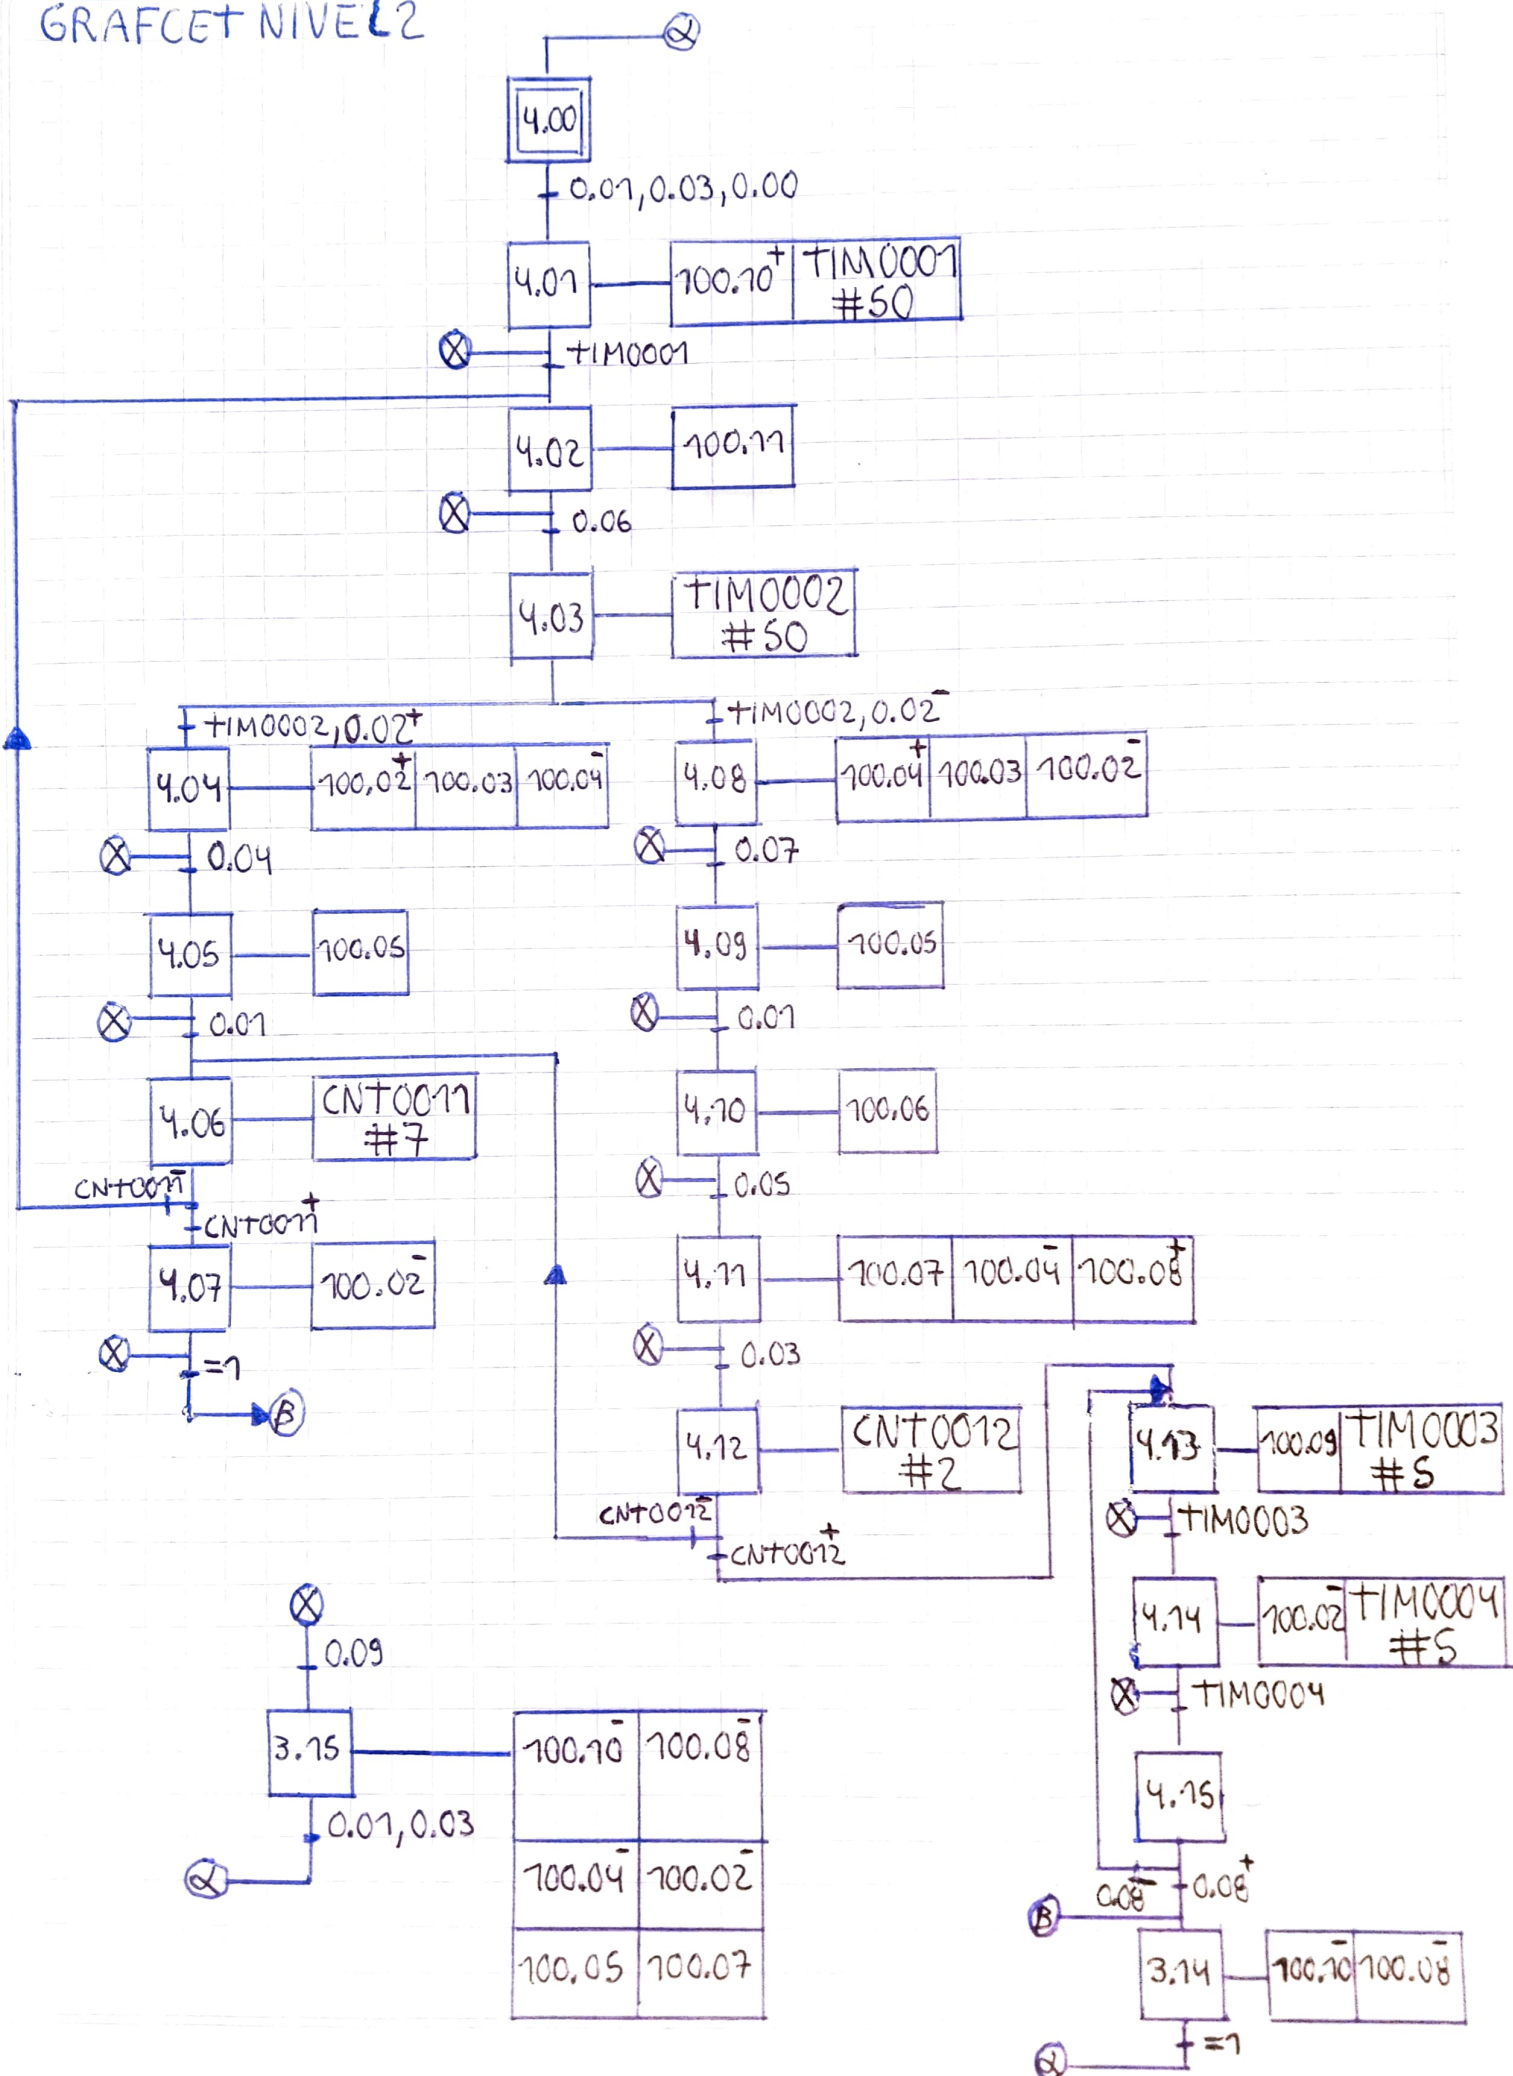 GRAFCET NIVEL 2
α
4.00
0.01, 0.03, 0.00
4.01
100.10+
TIM0001
#50
X
TIM0001
4.02
100.11
X
0.06
4.03
TIM0002
#50
TIM0002, 0.02+
TIM0002, 0.02-
4.04
100.02+
100.03
100.04-
4.08
100.04+
100.03
100.02-
X
0.04
X
0.07
4.05
100.05
4.09
100.05
X
0.01
X
0.01
4.06
CNT0011
#7
4.10
100.06
CNT0011-
CNT0011+
X
0.05
4.07
100.02-
4.11
100.07
100.04-
100.08+
X
=1
β
X
0.03
4.12
CNT0012
#2
4.13
100.09
TIM0003
#5
CNT0012-
CNT0012+
X
TIM0003
4.14
100.02-
TIM0004
#5
X
TIM0004
X
0.09
3.15
100.10-
100.08-
100.04-
100.02-
100.05
100.07
0.01, 0.03
α
4.15
0.08-
0.08+
β
3.14
100.10-
100.08-
=1
α